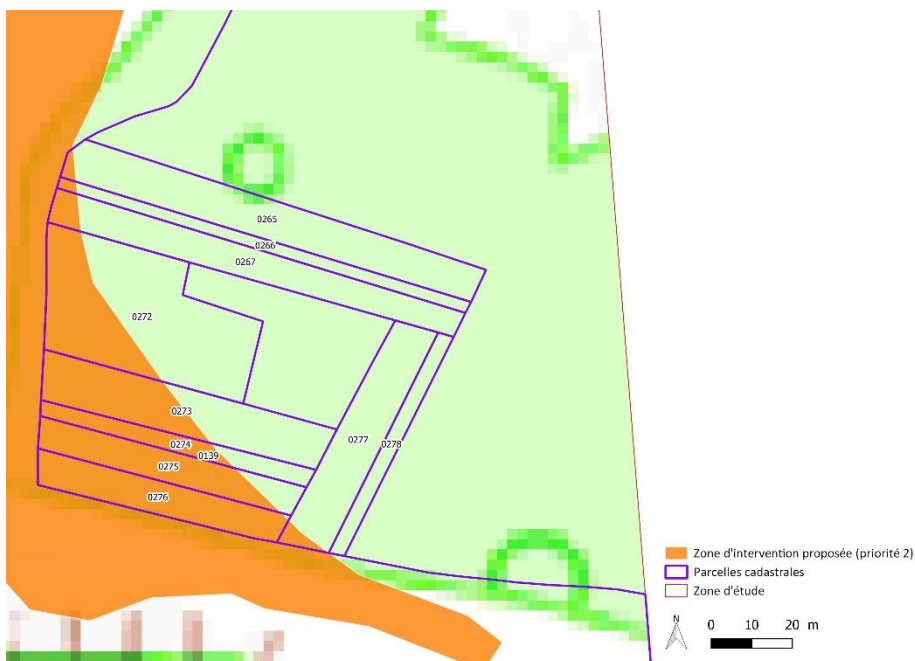 0265
0266
0267
0272
0273
0274
0139
0275
0276
0277
0278
Zone d'intervention proposée (priorité 2)
Parcelles cadastrales
Zone d'étude
N
0 10 20 m